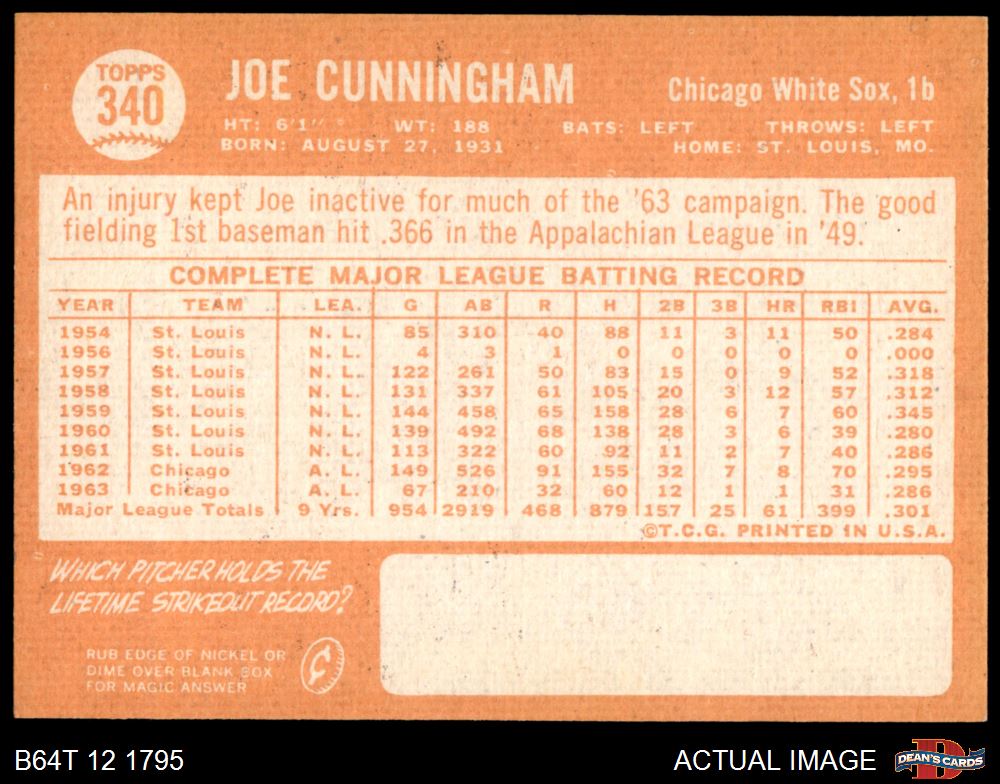 TOPPS
340
JOE CUNNINGHAM
Chicago White Sox, 1b
HT: 6'1" WT: 188 BATS: LEFT THROWS: LEFT
BORN: AUGUST 27, 1931 HOME: ST. LOUIS, MO.
An injury kept Joe inactive for much of the '63 campaign. The good
fielding 1st baseman hit .366 in the Appalachian League in '49.
COMPLETE MAJOR LEAGUE BATTING RECORD
YEAR TEAM LEA. G AB R H 2B 3B HR RBI AVG.
1954 St. Louis N. L. 85 310 40 88 11 3 11 50 .284
1956 St. Louis N. L. 4 3 1 0 0 0 0 0 .000
1957 St. Louis N. L. 122 261 50 83 15 0 9 52 .318
1958 St. Louis N. L. 131 337 61 105 20 3 12 57 .312
1959 St. Louis N. L. 144 458 65 158 28 6 7 60 .345
1960 St. Louis N. L. 139 492 68 138 28 3 6 39 .280
1961 St. Louis N. L. 113 322 60 92 11 2 7 40 .286
1962 Chicago A. L. 149 526 91 155 32 7 8 70 .295
1963 Chicago A. L. 67 210 32 60 12 1 1 31 .286
Major League Totals 9 Yrs. 954 2919 468 879 157 25 61 399 .301
©T.C.G. PRINTED IN U.S.A.
WHICH PITCHER HOLDS THE
LIFETIME STRIKEOUT RECORD?
RUB EDGE OF NICKEL OR
DIME OVER BLANK BOX
FOR MAGIC ANSWER
B64T 12 1795
ACTUAL IMAGE
DEAN'S CARDS